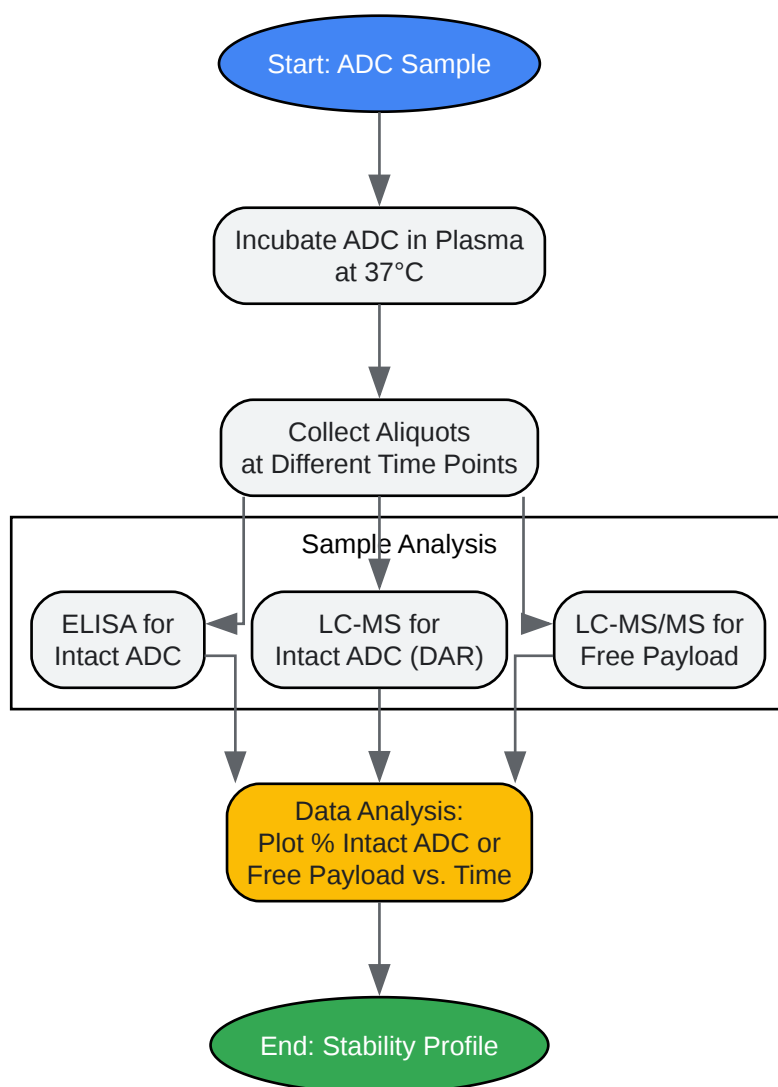 Start: ADC Sample
Incubate ADC in Plasma
at 37°C
Collect Aliquots
at Different Time Points
Sample Analysis
ELISA for
Intact ADC
LC-MS for
Intact ADC (DAR)
LC-MS/MS for
Free Payload
Data Analysis:
Plot % Intact ADC or
Free Payload vs. Time
End: Stability Profile